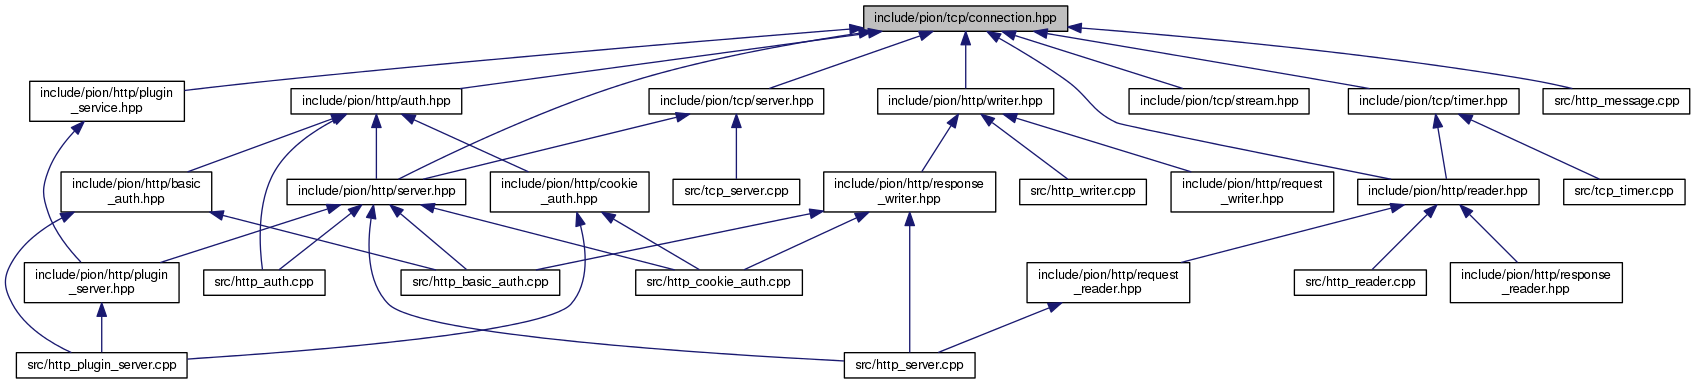 include/pion/tcp/connection.hpp
include/pion/http/plugin
_service.hpp
include/pion/http/auth.hpp
include/pion/tcp/server.hpp
include/pion/http/writer.hpp
include/pion/tcp/stream.hpp
include/pion/tcp/timer.hpp
src/http_message.cpp
include/pion/http/basic
_auth.hpp
include/pion/http/server.hpp
include/pion/http/cookie
_auth.hpp
src/tcp_server.cpp
include/pion/http/response
_writer.hpp
src/http_writer.cpp
include/pion/http/request
_writer.hpp
include/pion/http/reader.hpp
src/tcp_timer.cpp
include/pion/http/plugin
_server.hpp
src/http_auth.cpp
src/http_basic_auth.cpp
src/http_cookie_auth.cpp
include/pion/http/request
_reader.hpp
src/http_reader.cpp
include/pion/http/response
_reader.hpp
src/http_plugin_server.cpp
src/http_server.cpp